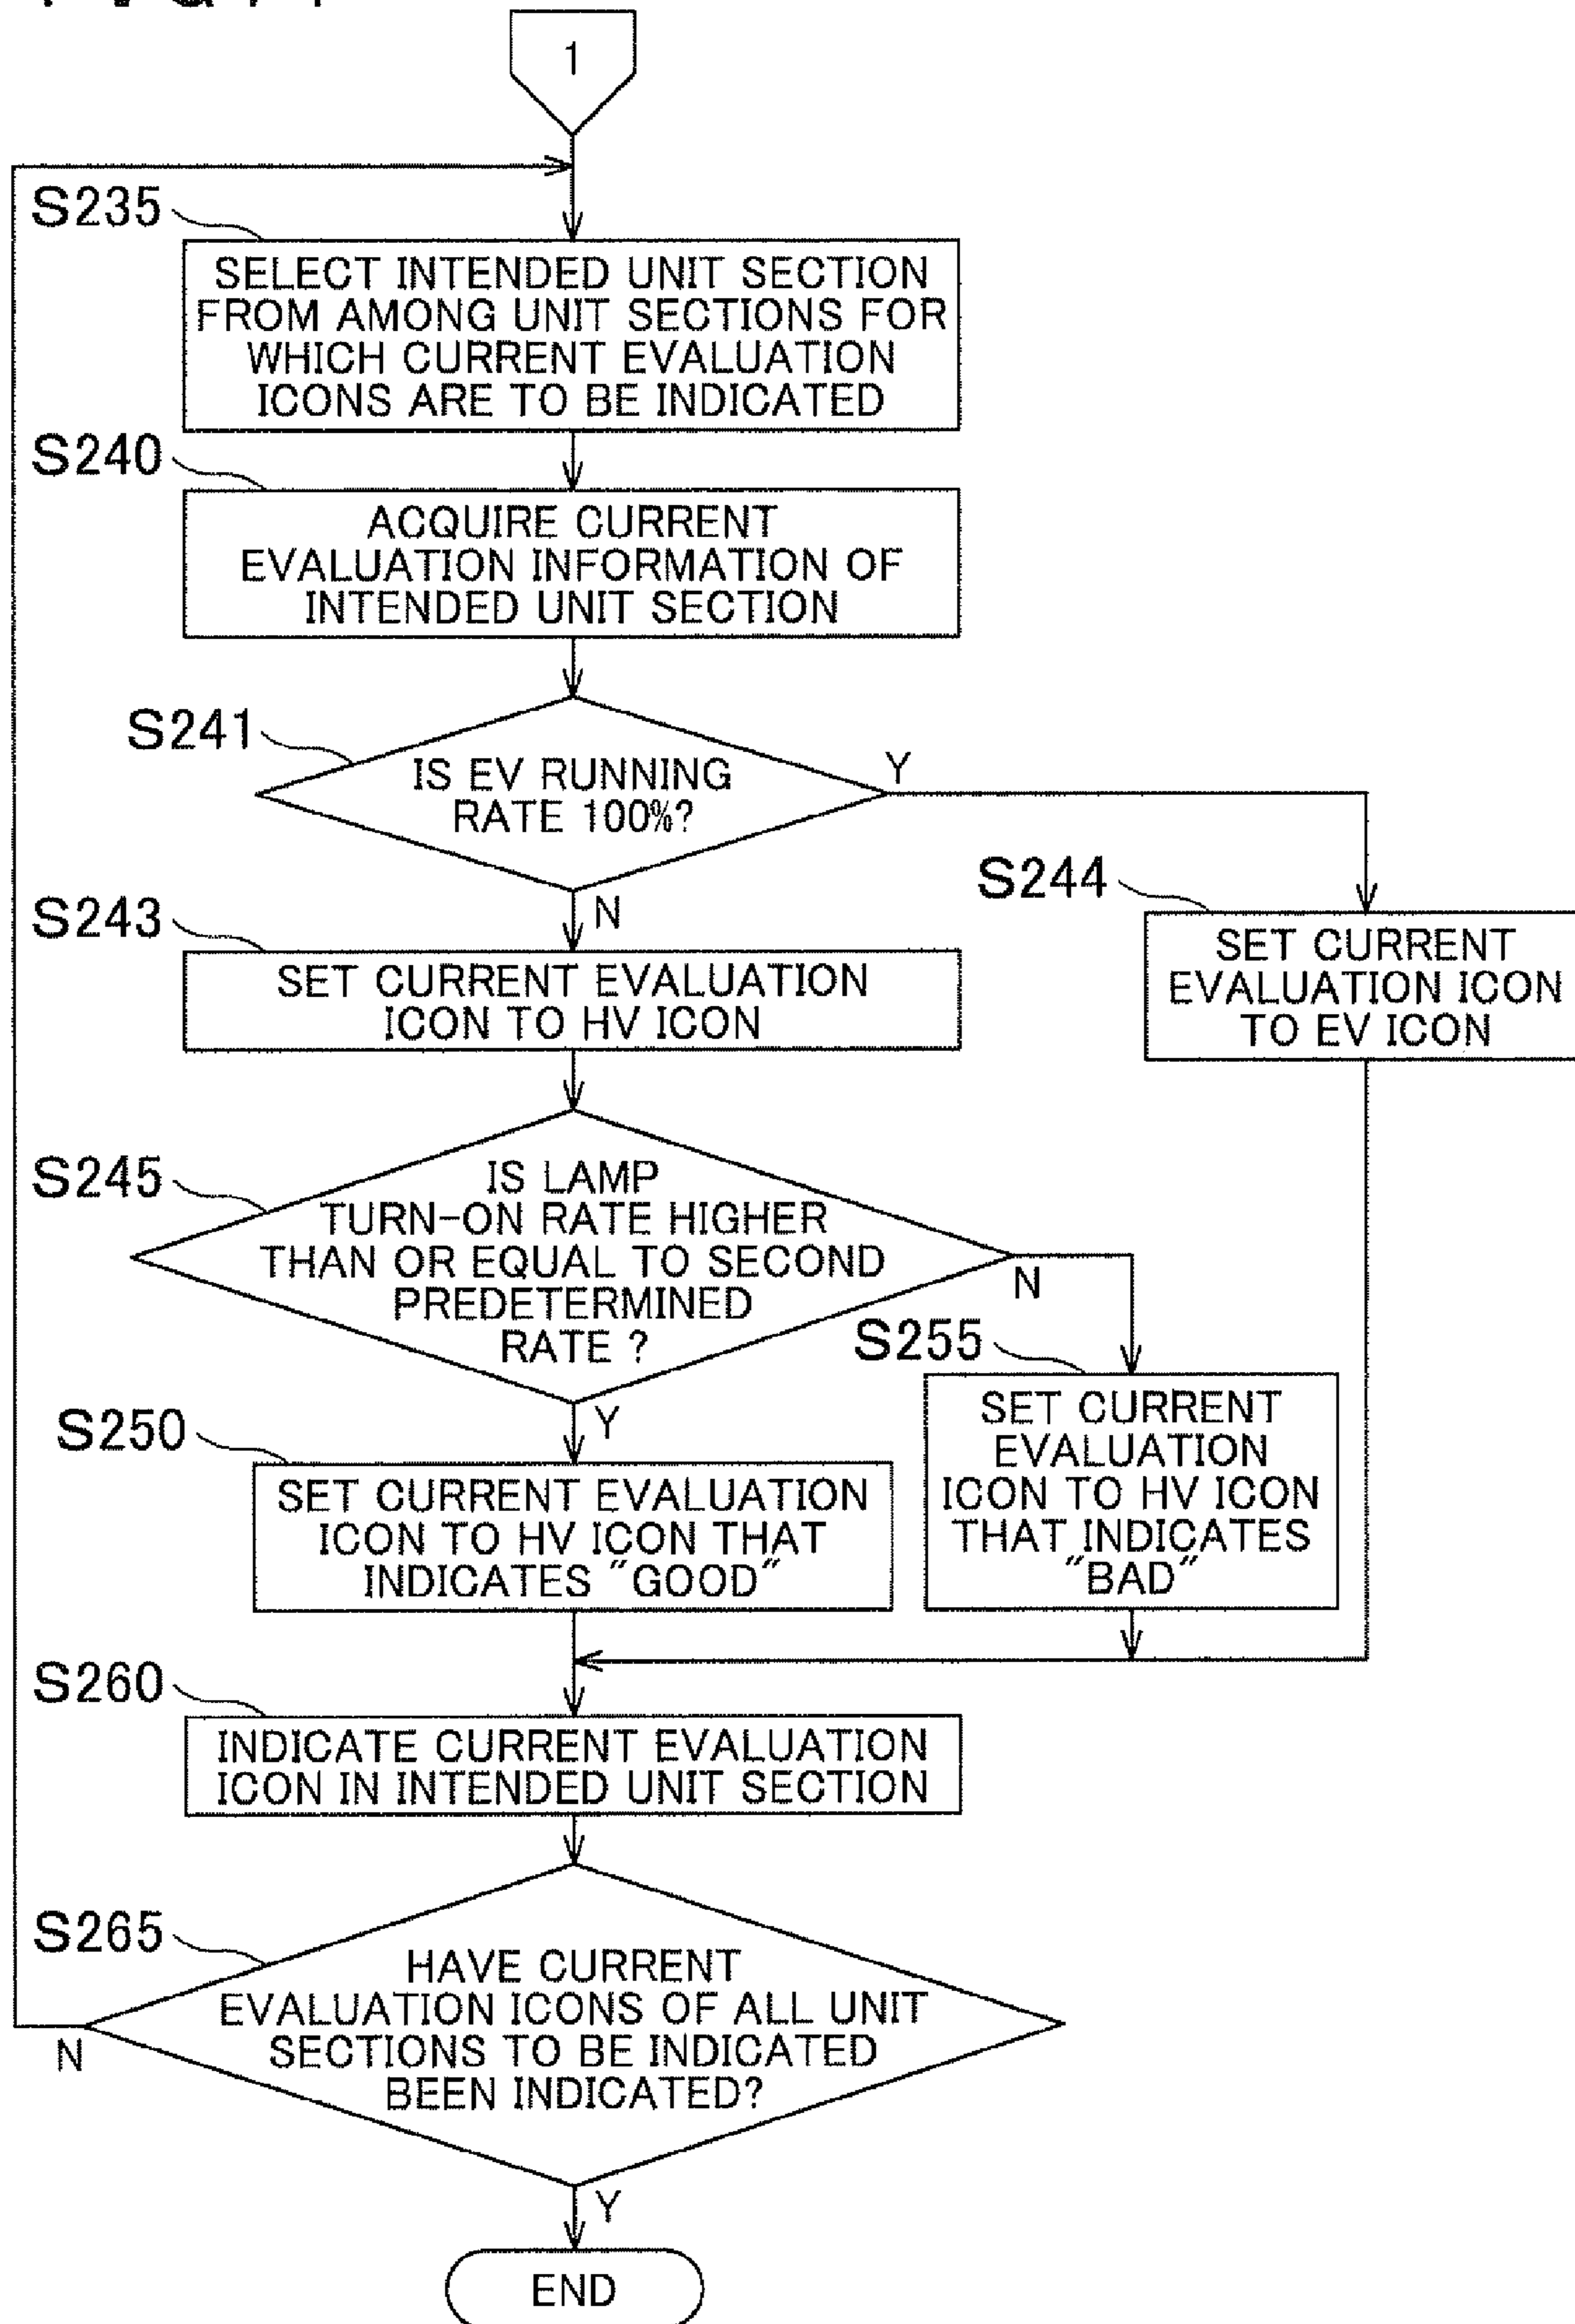 1
S235
SELECT INTENDED UNIT SECTION
FROM AMONG UNIT SECTIONS FOR
WHICH CURRENT EVALUATION
ICONS ARE TO BE INDICATED
S240
ACQUIRE CURRENT
EVALUATION INFORMATION OF
INTENDED UNIT SECTION
S241
IS EV RUNNING
RATE 100%?
Y
N
S243
SET CURRENT EVALUATION
ICON TO HV ICON
S244
SET CURRENT
EVALUATION ICON
TO EV ICON
S245
IS LAMP
TURN-ON RATE HIGHER
THAN OR EQUAL TO SECOND
PREDETERMINED
RATE ?
N
Y
S250
SET CURRENT EVALUATION
ICON TO HV ICON THAT
INDICATES "GOOD"
S255
SET CURRENT
EVALUATION
ICON TO HV ICON
THAT INDICATES
"BAD"
S260
INDICATE CURRENT EVALUATION
ICON IN INTENDED UNIT SECTION
S265
HAVE CURRENT
EVALUATION ICONS OF ALL UNIT
SECTIONS TO BE INDICATED
BEEN INDICATED?
N
Y
END